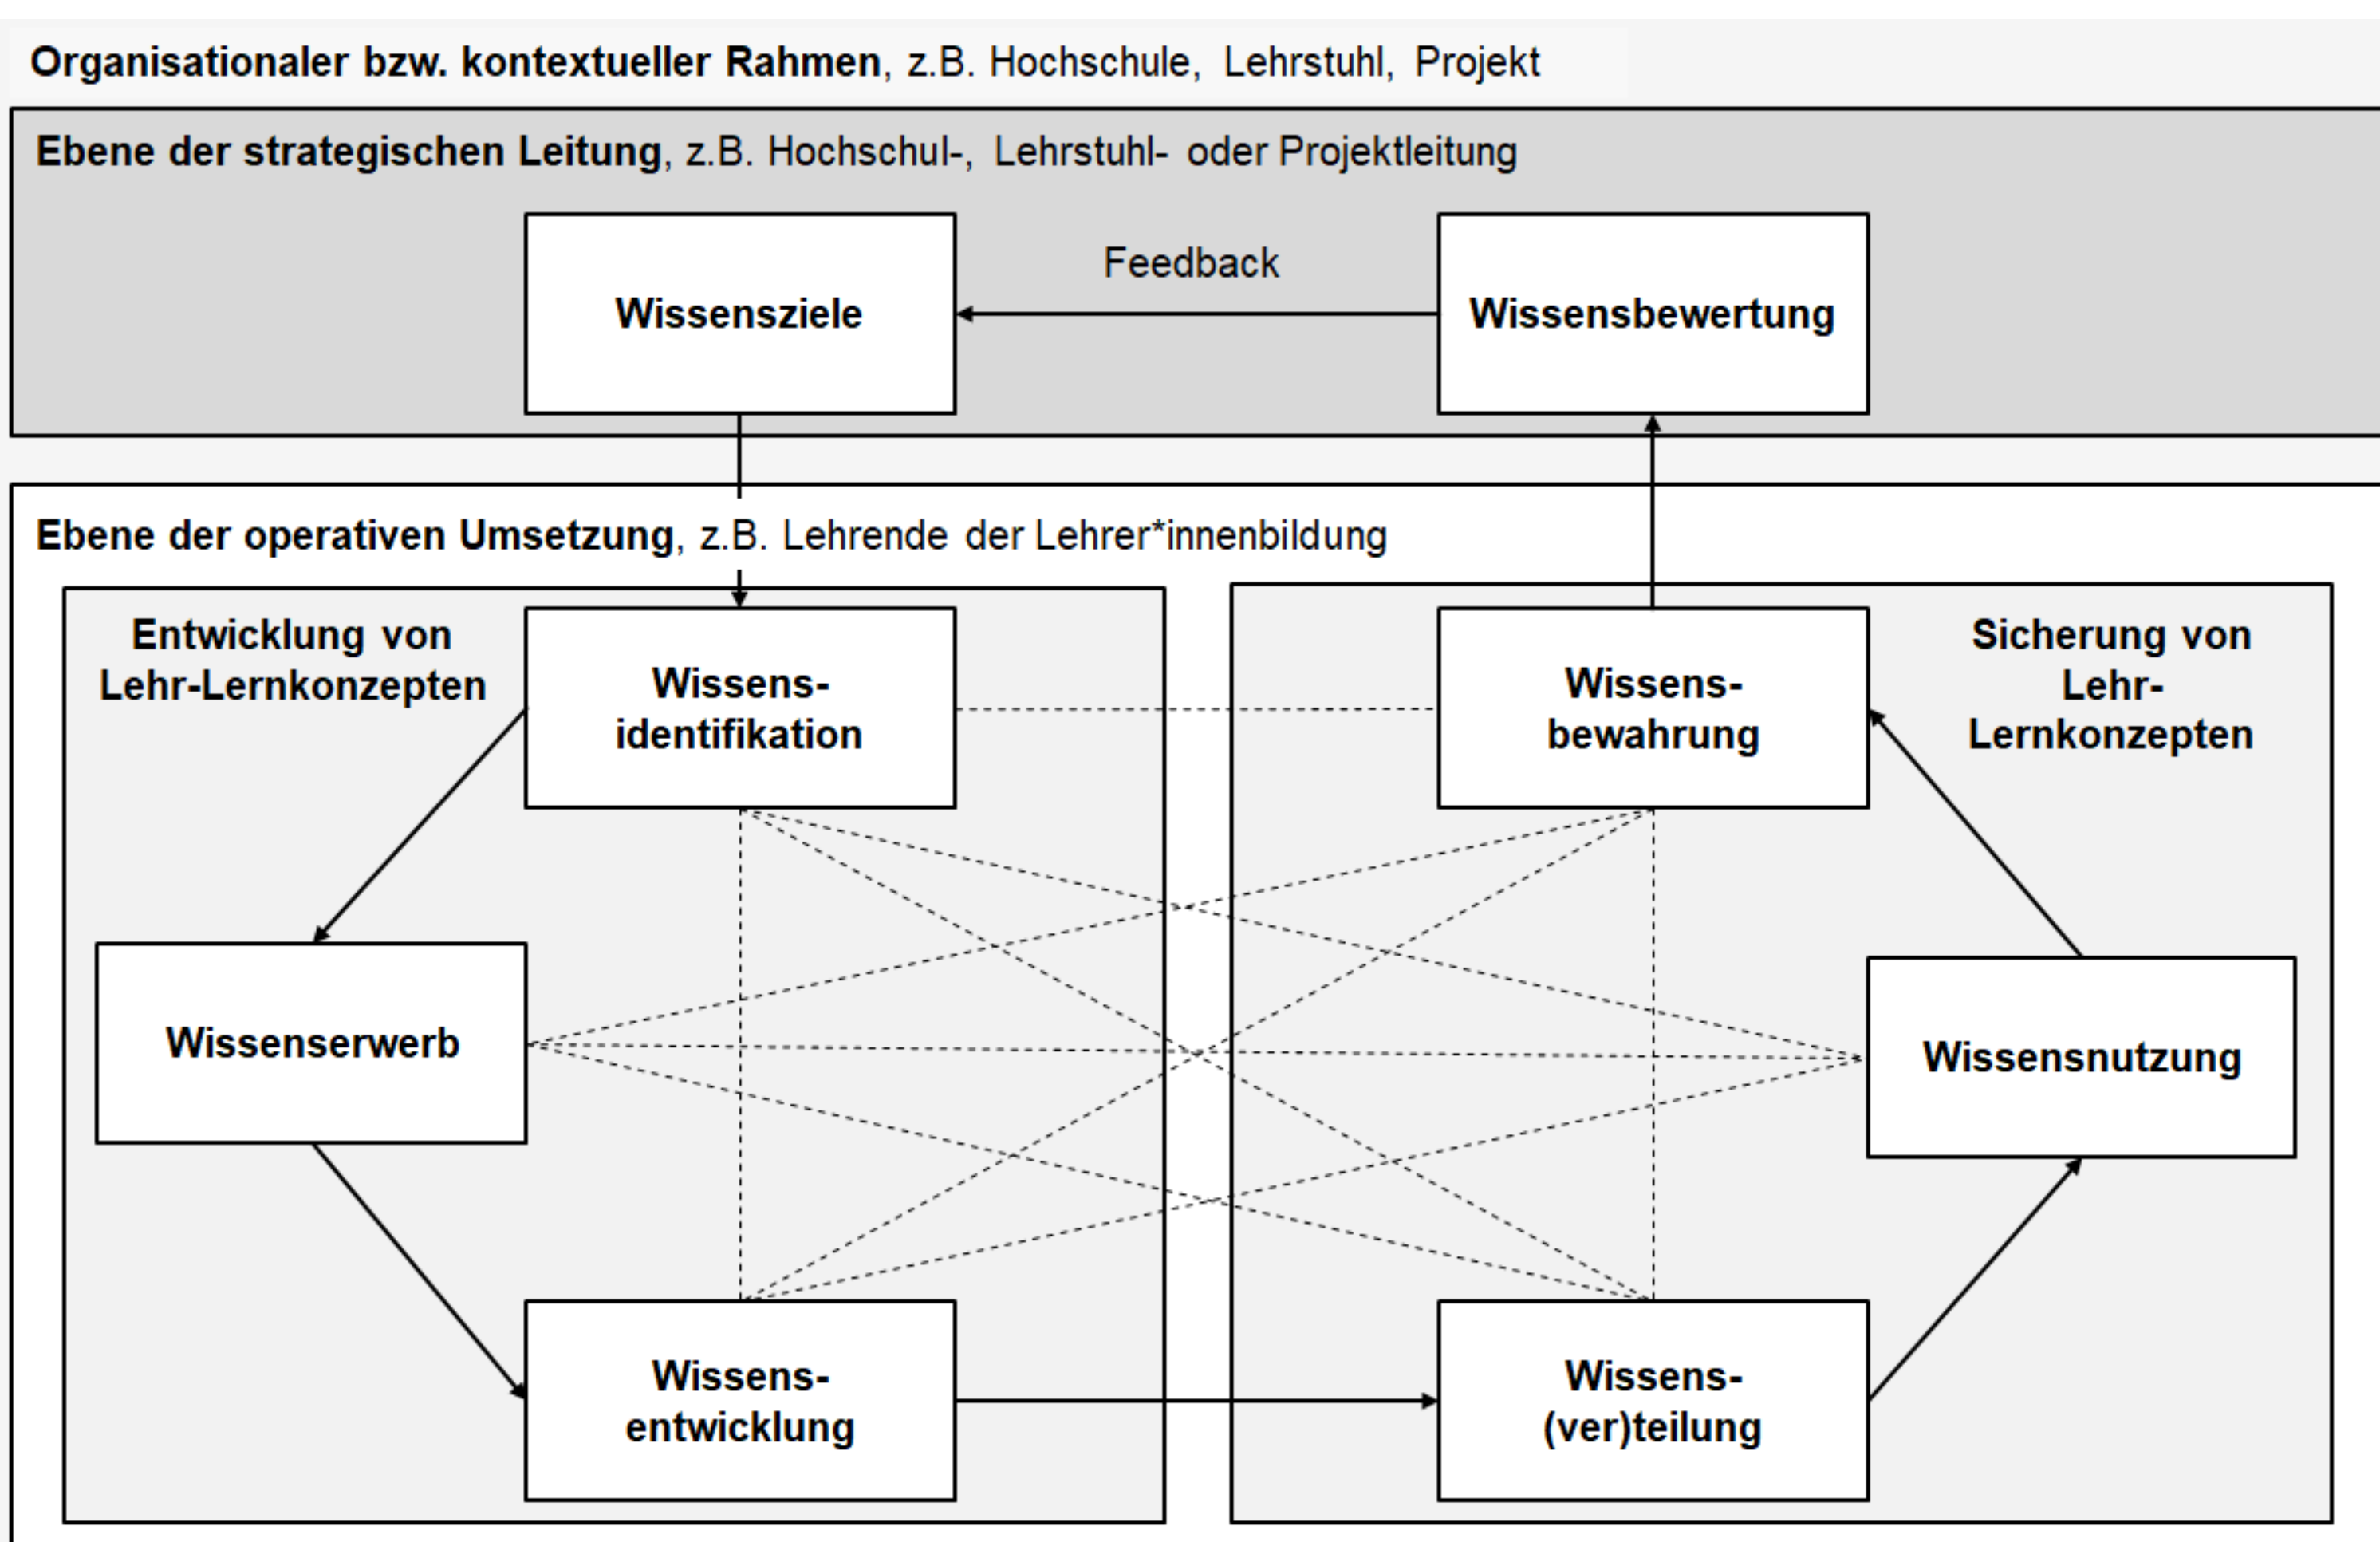 Organisationaler bzw. kontextueller Rahmen, z.B. Hochschule, Lehrstuhl, Projekt
Ebene der strategischen Leitung, z.B. Hochschul-, Lehrstuhl- oder Projektleitung
Feedback
Wissensziele
Wissensbewertung
Ebene der operativen Umsetzung, z.B. Lehrende der Lehrer*innenbildung
Entwicklung von
Lehr-Lernkonzepten
Wissens-
identifikation
Wissens-
bewahrung
Sicherung von
Lehr-
Lernkonzepten
Wissenserwerb
Wissensnutzung
Wissens-
entwicklung
Wissens-
(ver)teilung